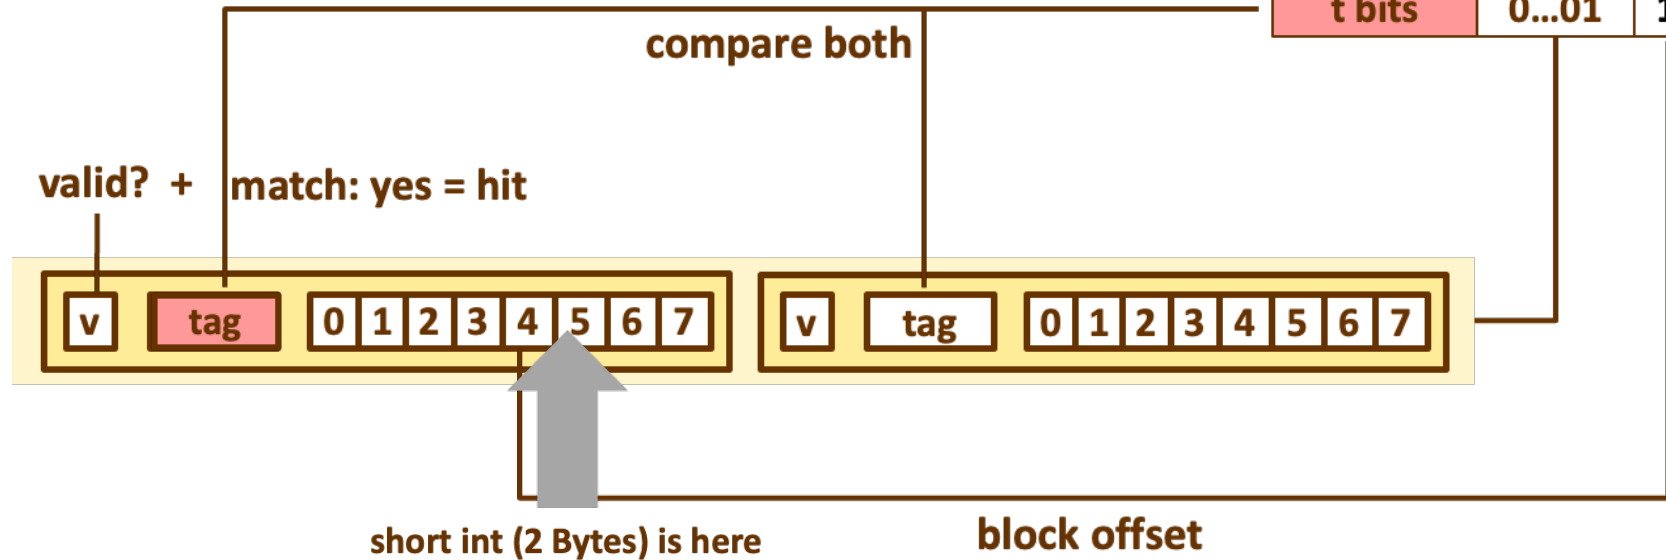 t bits 0...01 1
compare both
valid? + match: yes = hit
v tag 0 1 2 3 4 5 6 7 v tag 0 1 2 3 4 5 6 7
short int (2 Bytes) is here
block offset